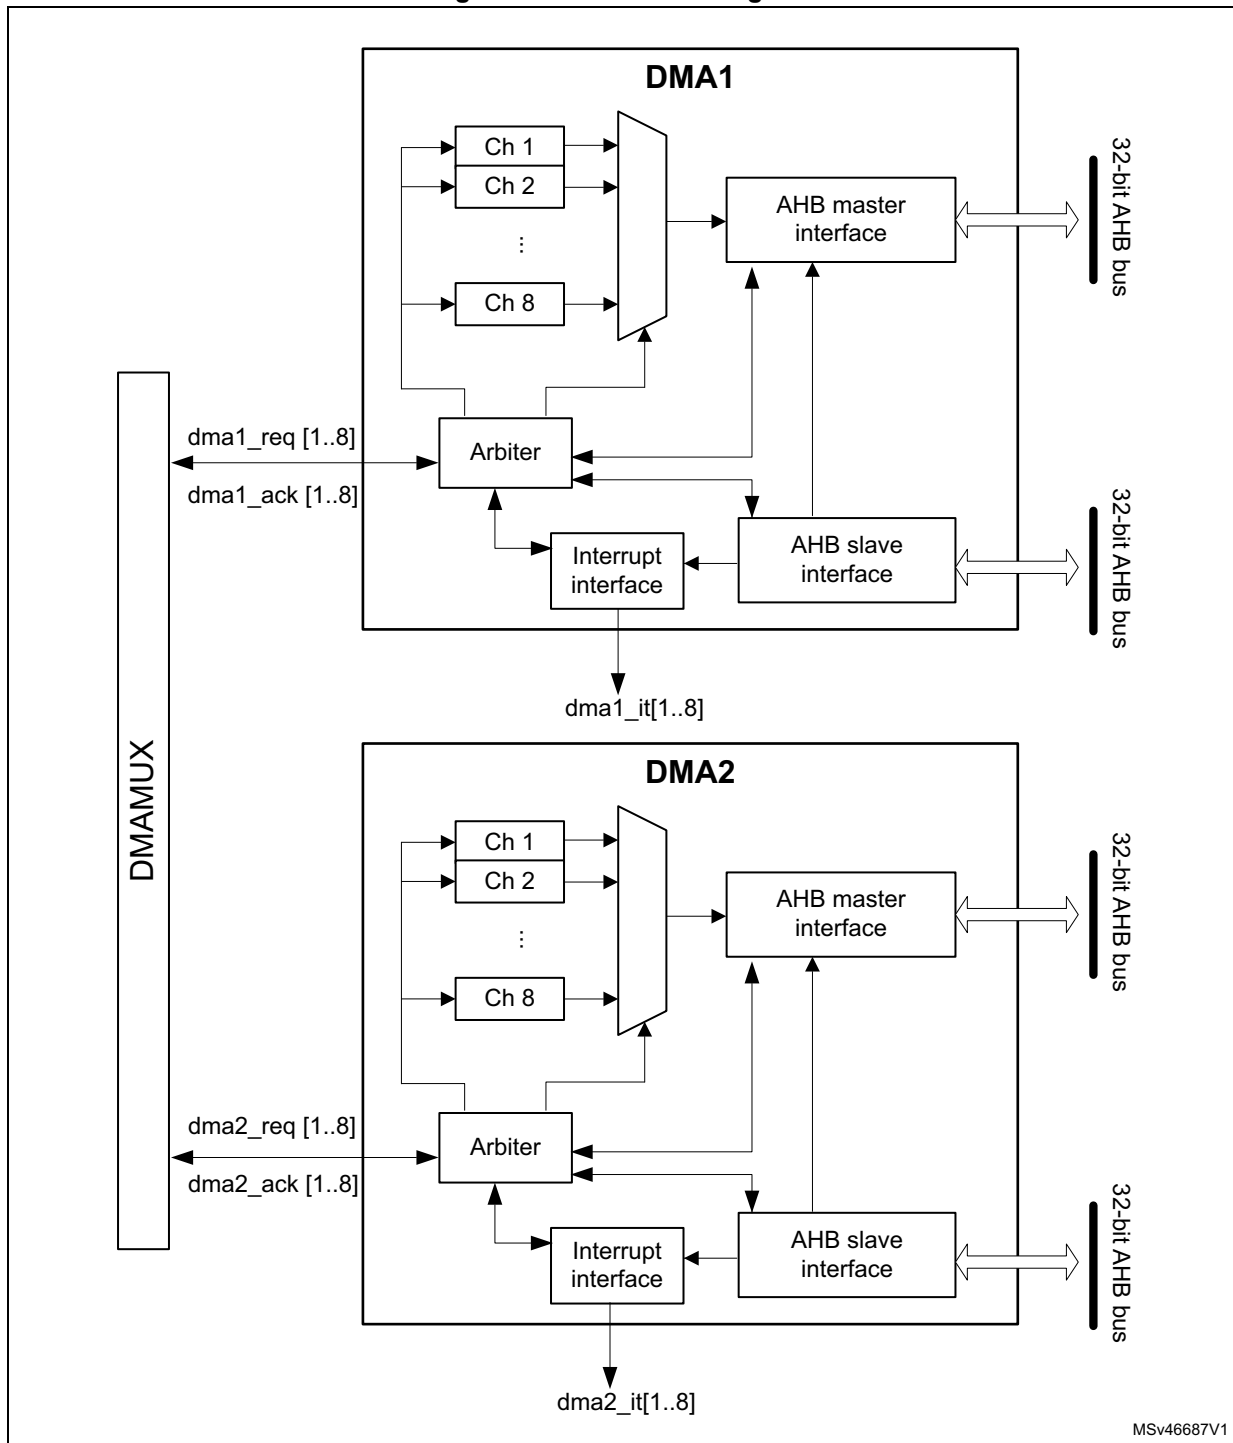 DMA1
Ch 1
Ch 2
...
Ch 8
AHB master
interface
32-bit AHB bus
dma1_req [1..8]
dma1_ack [1..8]
Arbiter
Interrupt
interface
AHB slave
interface
32-bit AHB bus
dma1_it[1..8]
DMAMUX
DMA2
Ch 1
Ch 2
...
Ch 8
AHB master
interface
32-bit AHB bus
dma2_req [1..8]
dma2_ack [1..8]
Arbiter
Interrupt
interface
AHB slave
interface
32-bit AHB bus
dma2_it[1..8]
MSv46687V1